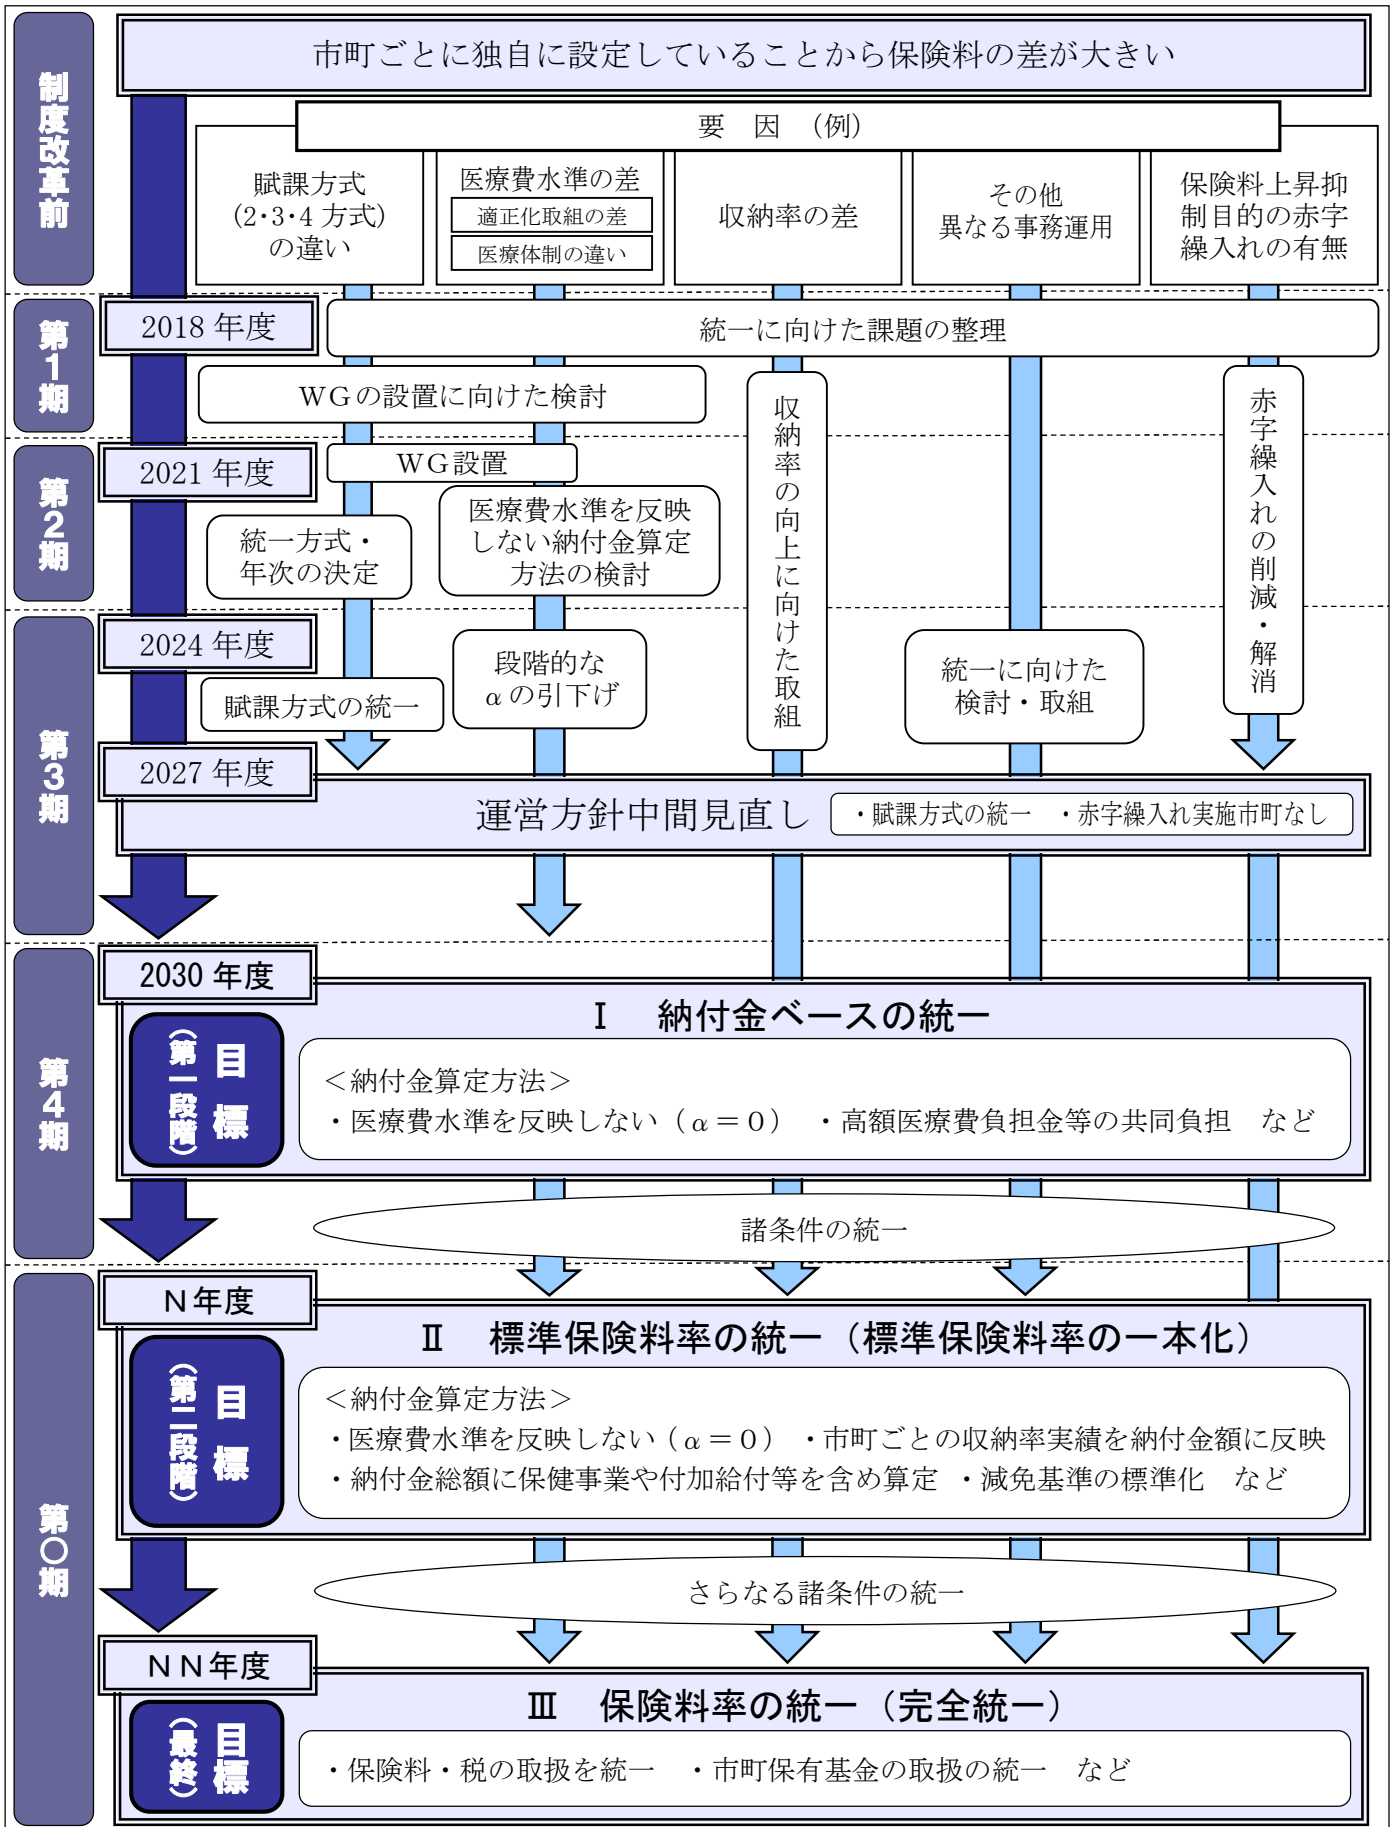 制度改革前
市町ごとに独自に設定していることから保険料の差が大きい
要　因　（例）
賦課方式
（2・3・4 方式）
の違い
医療費水準の差
適正化取組の差
医療体制の違い
収納率の差
その他
異なる事務運用
保険料上昇抑
制目的の赤字
繰入れの有無
第1期
2018 年度
統一に向けた課題の整理
ＷＧの設置に向けた検討
収納率の向上に向けた取組
赤字繰入れの削減・解消
第2期
2021 年度
ＷＧ設置
統一方式・
年次の決定
医療費水準を反映
しない納付金算定
方法の検討
第3期
2024 年度
賦課方式の統一
段階的な
αの引下げ
統一に向けた
検討・取組
2027 年度
運営方針中間見直し
・賦課方式の統一　・赤字繰入れ実施市町なし
第4期
2030 年度
目標
（第一段階）
Ⅰ　納付金ベースの統一
＜納付金算定方法＞
・医療費水準を反映しない（α＝０）　・高額医療費負担金等の共同負担　など
諸条件の統一
第〇期
Ｎ年度
目標
（第二段階）
Ⅱ　標準保険料率の統一（標準保険料率の一本化）
＜納付金算定方法＞
・医療費水準を反映しない（α＝０）　・市町ごとの収納率実績を納付金額に反映
・納付金総額に保健事業や付加給付等を含め算定　・減免基準の標準化　など
さらなる諸条件の統一
ＮＮ年度
目標
（最終）
Ⅲ　保険料率の統一（完全統一）
・保険料・税の取扱を統一　・市町保有基金の取扱の統一　など